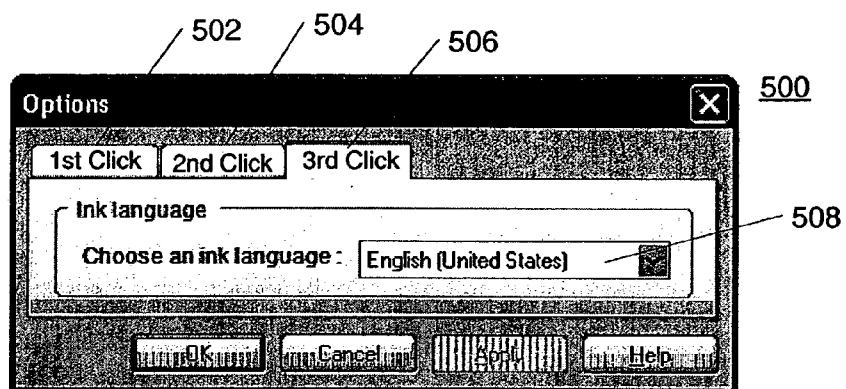 502 504 506
Options 500
1st Click 2nd Click 3rd Click
Ink language
508
Choose an ink language : English (United States)
OK Cancel Apply Help